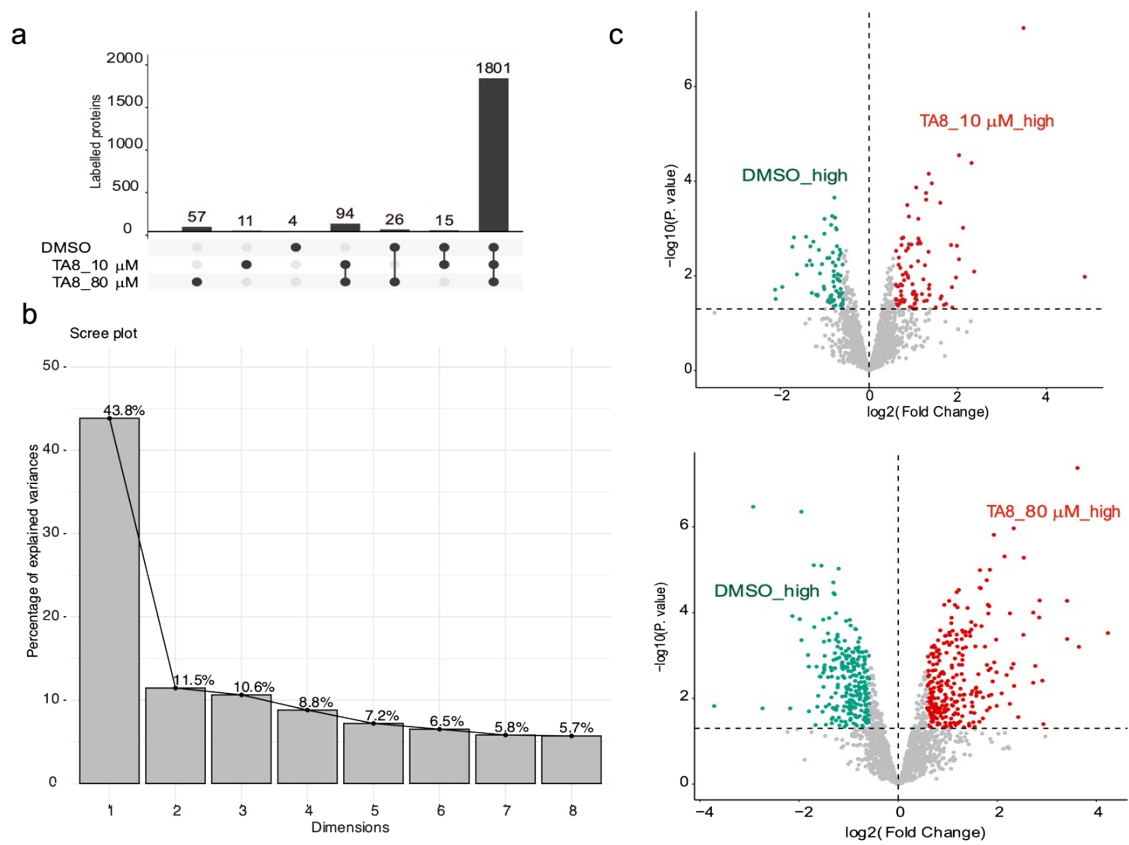 a
Labelled proteins
2000
1500
1000
500
0
57 11 4 94 26 15 1801
DMSO
TA8_10 μM
TA8_80 μM
b
Scree plot
Percentage of explained variances
50
40
30
20
10
0
43.8% 11.5% 10.6% 8.8% 7.2% 6.5% 5.8% 5.7%
1 2 3 4 5 6 7 8
Dimensions
c
−log10(P. value)
6
4
2
0
TA8_10 μM_high
DMSO_high
−2 0 2 4
log2( Fold Change)
−log10(P. value)
6
4
2
0
TA8_80 μM_high
DMSO_high
−4 −2 0 2 4
log2( Fold Change)